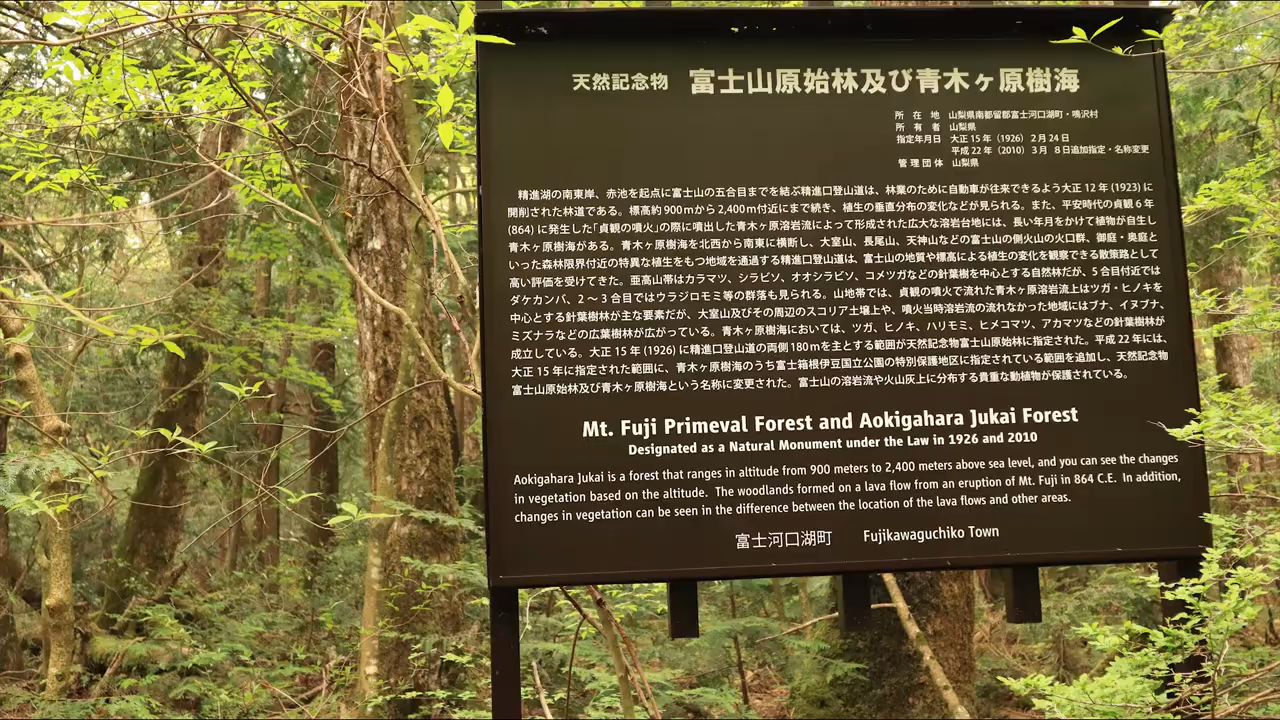 天然記念物 富士山原始林及び青木ヶ原樹海
所在地 山梨県南都留郡富士河口湖町・鳴沢村
所有者 山梨県
指定年月日 大正15年(1926)2月24日
平成22年(2010)3月 8日追加指定・名称変更
管理団体 山梨県
精進湖の南東岸、赤池を起点に富士山の五合目までを結ぶ精進口登山道は、林業のために自動車が往来できるよう大正12年(1923)に
開削された林道である。標高約900mから2,400m付近にまで続き、植生の垂直分布の変化などが見られる。また、平安時代の貞観6年
(864)に発生した「貞観の噴火」の際に噴出した青木ヶ原溶岩流によって形成された広大な溶岩台地には、長い年月をかけて植物が自生し
青木ヶ原樹海がある。青木ヶ原樹海を北西から南東に横断し、大室山、長尾山、天神山などの富士山の側火山の火口群、御庭・奥庭と
いった森林限界付近の特異な植生をもつ地域を通過する精進口登山道は、富士山の地質や標高による植生の変化を観察できる散策路として
高い評価を受けてきた。亜高山帯はカラマツ、シラビソ、オオシラビソ、コメツガなどの針葉樹を中心とする自然林だが、5合目付近では
ダケカンバ、2～3合目ではウラジロモミ等の群落も見られる。山地帯では、貞観の噴火で流れた青木ヶ原溶岩流上はツガ・ヒノキを
中心とする針葉樹林が主な要素だが、大室山及びその周辺のスコリア土壌上や、噴火当時溶岩流の流れなかった地域にはブナ、イヌブナ、
ミズナラなどの広葉樹林が広がっている。青木ヶ原樹海においては、ツガ、ヒノキ、ハリモミ、ヒメコマツ、アカマツなどの針葉樹林が
成立している。大正15年(1926)に精進口登山道の両側180mを主とする範囲が天然記念物富士山原始林に指定された。平成22年には、
大正15年に指定された範囲に、青木ヶ原樹海のうち富士箱根伊豆国立公園の特別保護地区に指定されている範囲を追加し、天然記念物
富士山原始林及び青木ヶ原樹海という名称に変更された。富士山の溶岩流や火山灰上に分布する貴重な動植物が保護されている。
Mt. Fuji Primeval Forest and Aokigahara Jukai Forest
Designated as a Natural Monument under the Law in 1926 and 2010
Aokigahara Jukai is a forest that ranges in altitude from 900 meters to 2,400 meters above sea level, and you can see the changes
in vegetation based on the altitude. The woodlands formed on a lava flow from an eruption of Mt. Fuji in 864 C.E. In addition,
changes in vegetation can be seen in the difference between the location of the lava flows and other areas.
富士河口湖町 Fujikawaguchiko Town